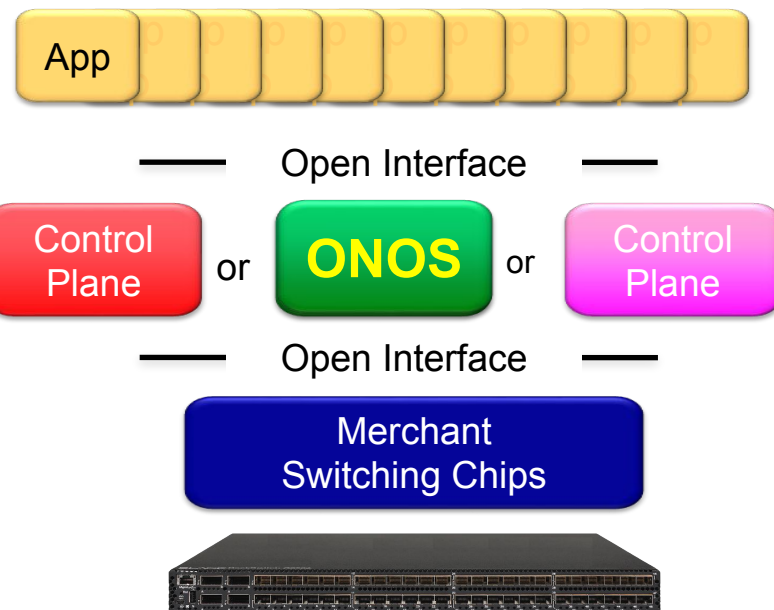 App
Open Interface
Control
Plane
or
ONOS
or
Control
Plane
Open Interface
Merchant
Switching Chips